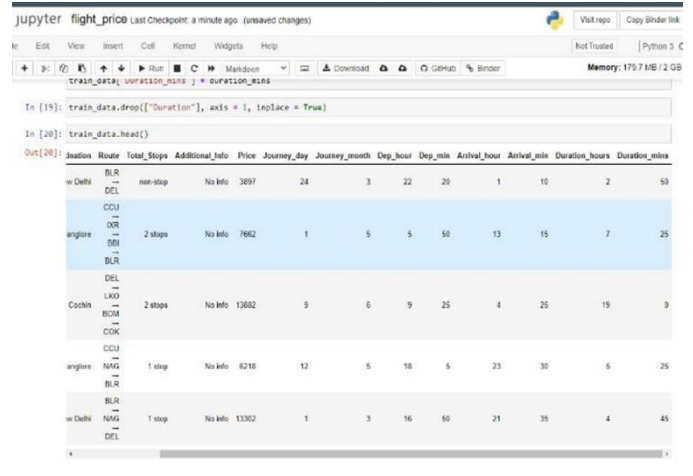 jupyter flight_price Last Checkpoint: a minute ago (unsaved changes) Visit repo Copy Binder link
Edit View Insert Cell Kernel Widgets Help Not Trusted Python 3
Run C Markdown Download GitHub Binder Memory: 179.7 MB / 2 GB
train_data["Duration_mins"] = duration_mins
In [19]: train_data.drop(["Duration"], axis = 1, inplace = True)
In [20]: train_data.head()
Out[20]: ination Route Total_Stops Additional_Info Price Journey_day Journey_month Dep_hour Dep_min Arrival_hour Arrival_min Duration_hours Duration_mins
BLR
w Delhi → non-stop No info 3897 24 3 22 20 1 10 2 50
DEL
CCU
→
IXR
anglore → 2 stops No info 7662 1 5 5 50 13 15 7 25
BBI
→
BLR
DEL
→
LKO
Cochin → 2 stops No info 13882 9 6 9 25 4 25 19 0
BOM
→
COK
CCU
→
anglore NAG 1 stop No info 6218 12 5 18 5 23 30 5 25
→
BLR
BLR
→
w Delhi NAG 1 stop No info 13302 1 3 16 50 21 35 4 45
→
DEL